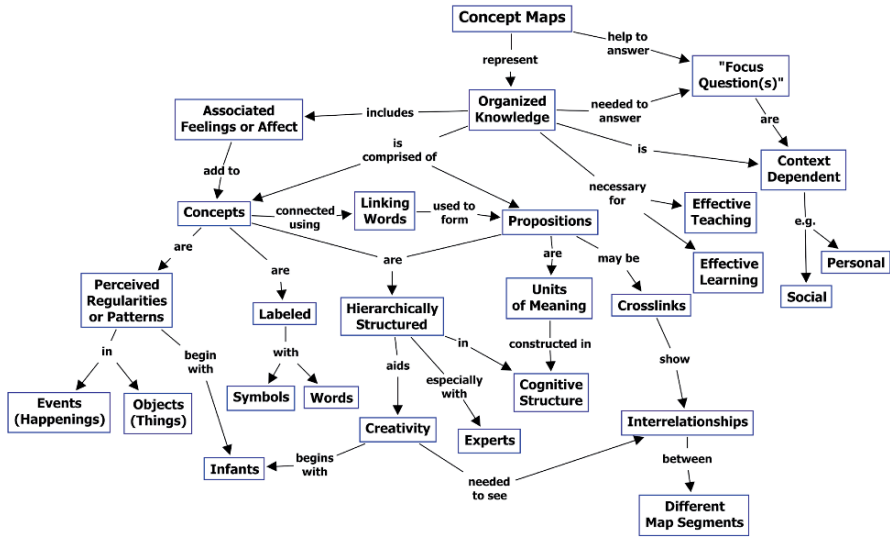 Concept Maps
help to
answer
represent
"Focus
Question(s)"
Organized
Knowledge
needed to
answer
Associated
Feelings or Affect
includes
are
is
comprised of
is
Context
Dependent
add to
necessary
for
Effective
Teaching
Concepts
connected
using
Linking
Words
used to
form
Propositions
e.g.
are
are
are
are
may be
Effective
Learning
Personal
Social
Perceived
Regularities
or Patterns
Labeled
Hierarchically
Structured
Units
of Meaning
Crosslinks
in
begin
with
with
aids
in
especially
with
constructed in
show
Events
(Happenings)
Objects
(Things)
Symbols
Words
Cognitive
Structure
Creativity
Experts
Interrelationships
Infants
begins
with
needed
to see
between
Different
Map Segments